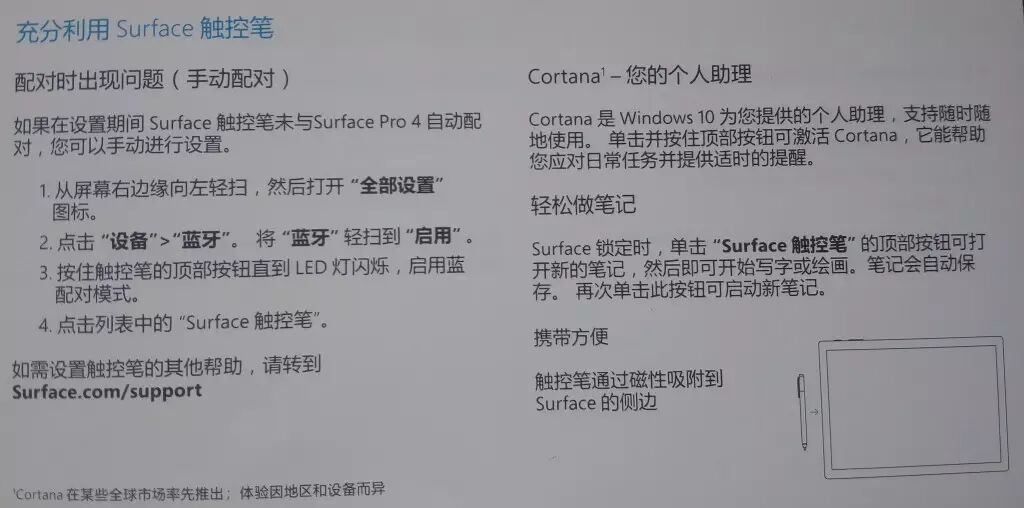 充分利用 Surface 触控笔
配对时出现问题（手动配对）
如果在设置期间 Surface 触控笔未与Surface Pro 4 自动配
对，您可以手动进行设置。
1. 从屏幕右边缘向左轻扫，然后打开 “全部设置”
图标。
2. 点击 “设备”>“蓝牙”。 将 “蓝牙” 轻扫到 “启用” 。
3. 按住触控笔的顶部按钮直到 LED 灯闪烁，启用蓝
配对模式。
4. 点击列表中的 “Surface 触控笔”。
如需设置触控笔的其他帮助，请转到
Surface.com/support
¹Cortana 在某些全球市场率先推出；体验因地区和设备而异
Cortana¹ – 您的个人助理
Cortana 是 Windows 10 为您提供的个人助理，支持随时随
地使用。 单击并按住顶部按钮可激活 Cortana，它能帮助
您应对日常任务并提供适时的提醒。
轻松做笔记
Surface 锁定时，单击 “Surface 触控笔” 的顶部按钮可打
开新的笔记，然后即可开始写字或绘画。笔记会自动保
存。 再次单击此按钮可启动新笔记。
携带方便
触控笔通过磁性吸附到
Surface 的侧边